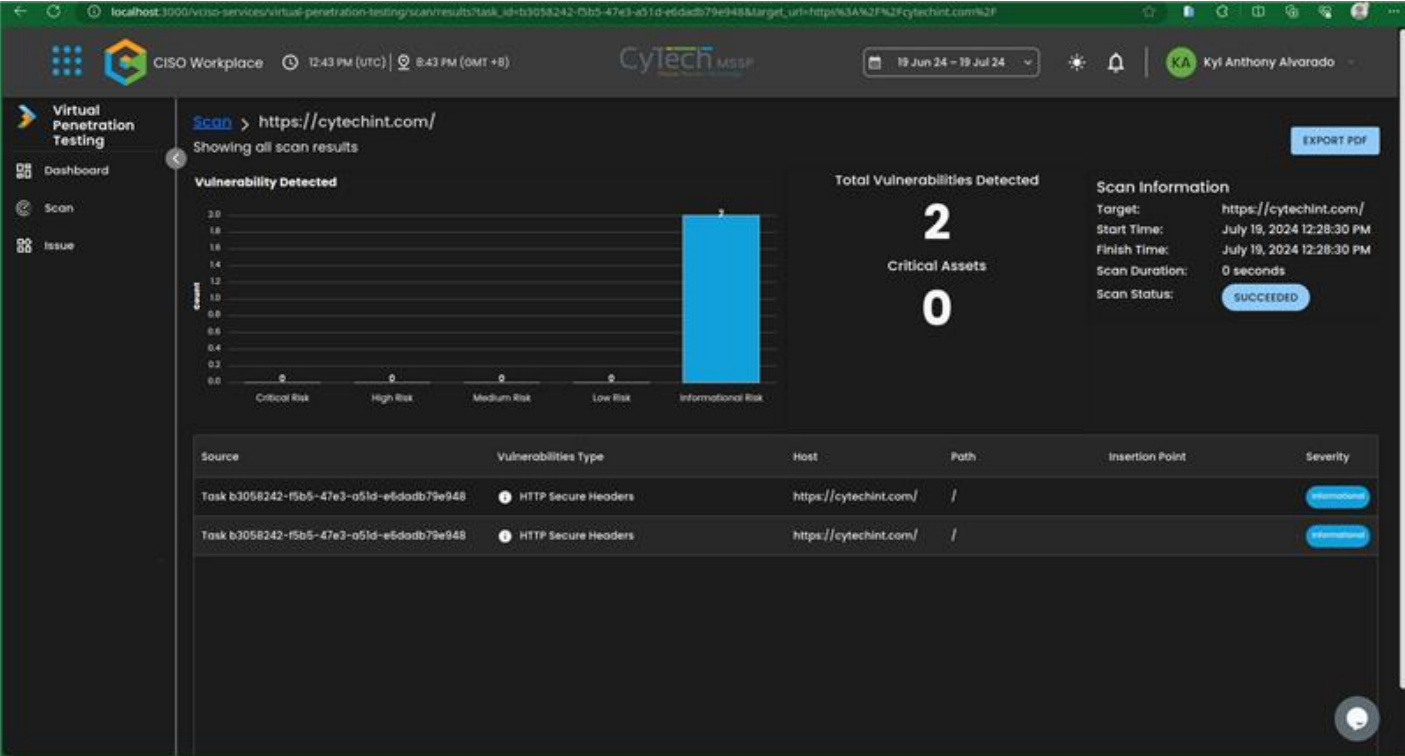 localhost:3000/vciso-services/virtual-penetration-testing/scan/results?task_id=b3058242-f5b5-47e3-a51d-e6dadb79e948&target_url=https%3A%2F%2Fcytechint.com%2F
CISO Workplace 12:43 PM (UTC) | 8:43 PM (GMT +8) CyTech MSSP 19 Jun 24 – 19 Jul 24 KA Kyl Anthony Alvarado
Virtual
Penetration
Testing
Dashboard
Scan
Issue
Scan > https://cytechint.com/
Showing all scan results
EXPORT PDF
Vulnerability Detected
Count
2.0
1.8
1.6
1.4
1.2
1.0
0.8
0.6
0.4
0.2
0.0
0 0 0 0 2
Critical Risk High Risk Medium Risk Low Risk Informational Risk
Total Vulnerabilities Detected
2
Critical Assets
0
Scan Information
Target: https://cytechint.com/
Start Time: July 19, 2024 12:28:30 PM
Finish Time: July 19, 2024 12:28:30 PM
Scan Duration: 0 seconds
Scan Status: SUCCEEDED
Source Vulnerabilities Type Host Path Insertion Point Severity
Task b3058242-f5b5-47e3-a51d-e6dadb79e948 HTTP Secure Headers https://cytechint.com/ / Informational
Task b3058242-f5b5-47e3-a51d-e6dadb79e948 HTTP Secure Headers https://cytechint.com/ / Informational